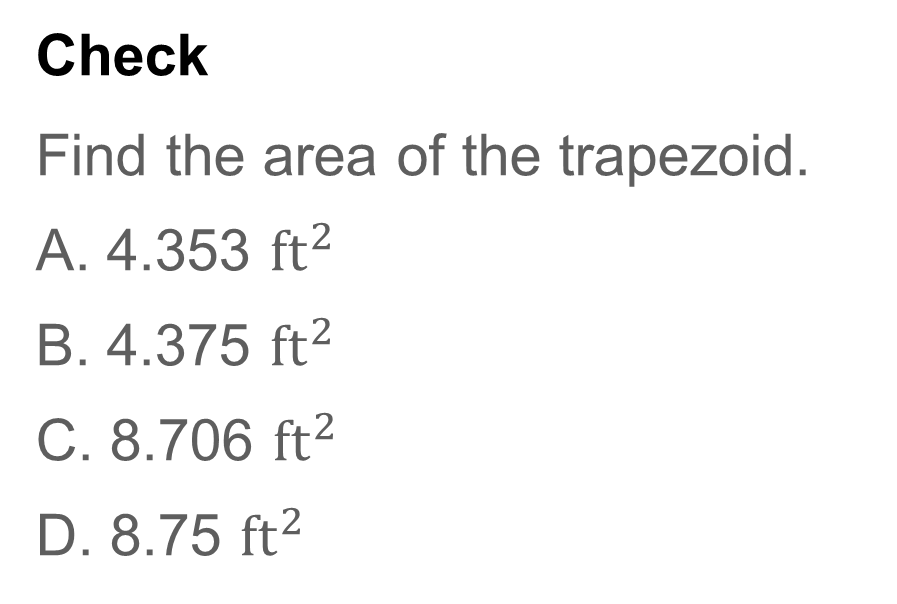 Check
Find the area of the trapezoid.
A. 4.353 ft²
B. 4.375 ft²
C. 8.706 ft²
D. 8.75 ft²